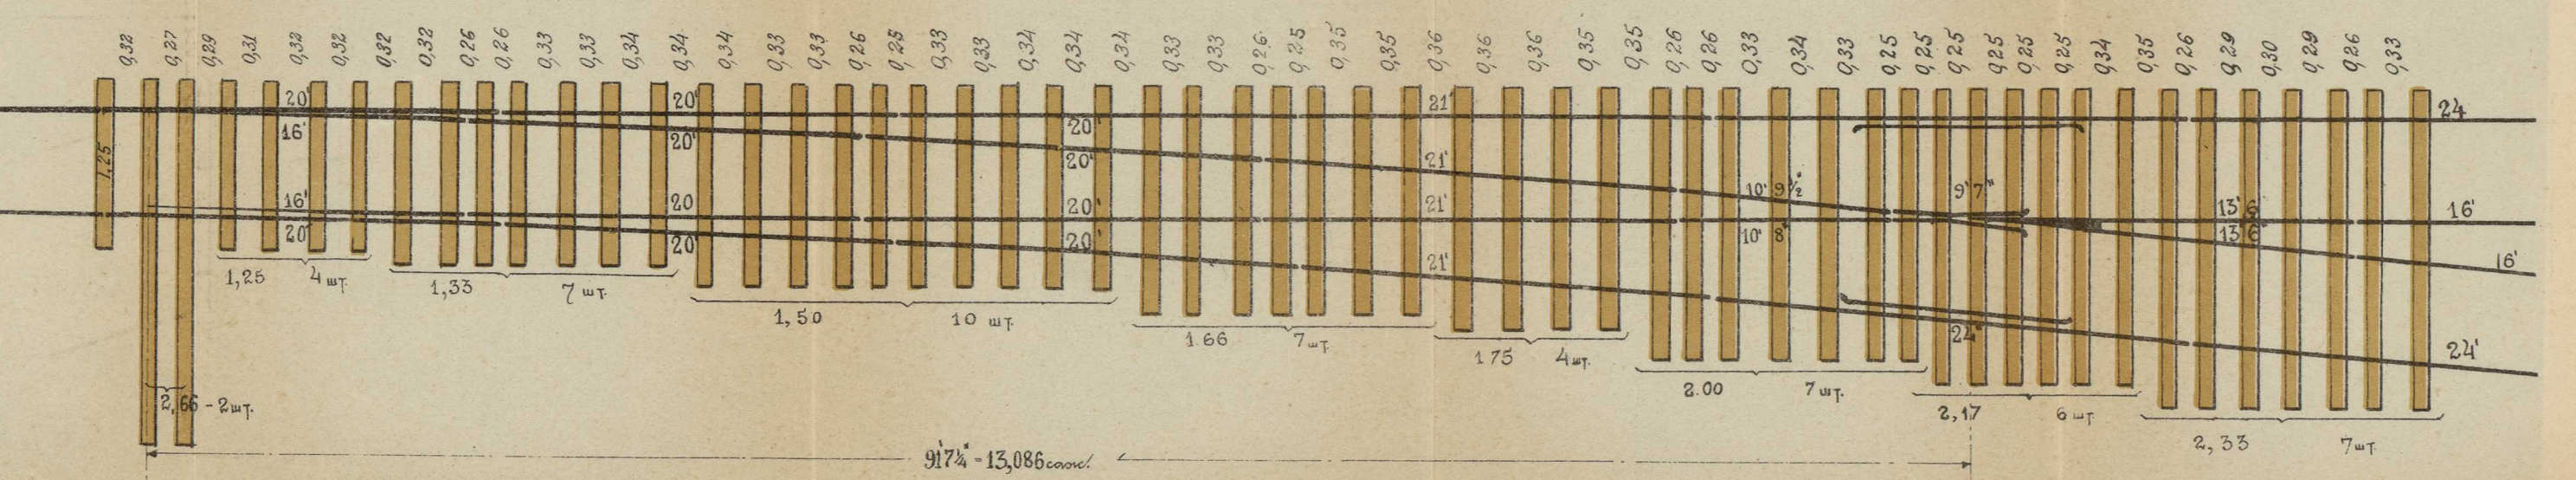 0,32 0,27 0,29 0,31 0,32 0,32 0,32 0,32 0,26 0,26 0,33 0,33 0,34 0,34 0,34 0,33 0,33 0,26 0,25 0,33 0,33 0,34 0,34 0,34 0,33 0,33 0,26 0,25 0,35 0,35 0,36 0,36 0,36 0,35 0,35 0,26 0,26 0,33 0,34 0,33 0,25 0,25 0,25 0,25 0,25 0,25 0,34 0,35 0,26 0,29 0,30 0,29 0,26 0,33
20' 20' 20' 21' 24
16' 20' 20' 21' 10' 9½" 9' 7"
1,25
16' 20 20' 21' 10' 8" 13' 6" 16'
20' 20' 20' 21' 24' 13' 6" 16'
24'
1,25 4 шт.
1,33 7 шт.
1,50 10 шт.
1.66 7 шт.
1 75 4 шт.
2.00 7 шт.
2,17 6 шт.
2,33 7 шт.
2,66 - 2 шт.
91'7¼" = 13,086 саж.